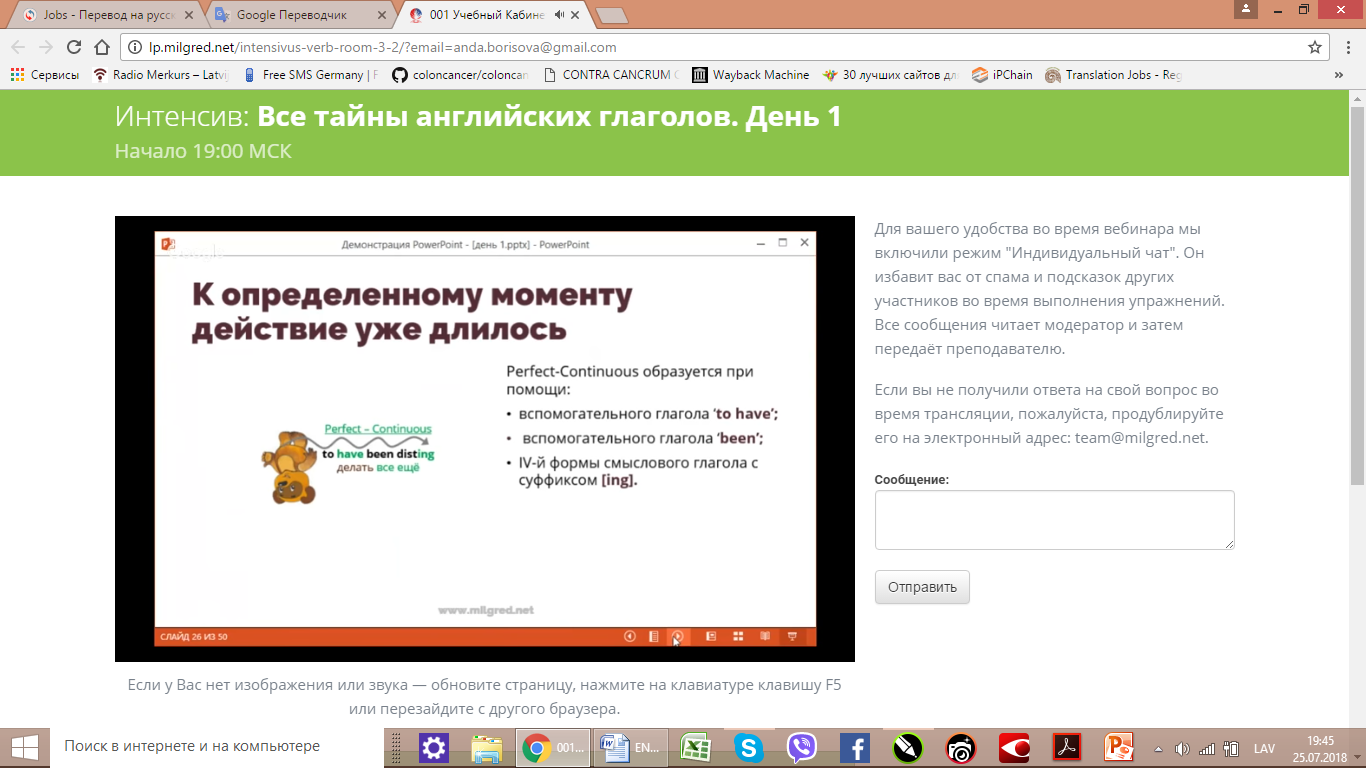 Jobs - Перевод на русск
Google Переводчик
001 Учебный Кабине
lp.milgred.net/intensivus-verb-room-3-2/?email=anda.borisova@gmail.com
Сервисы
Radio Merkurs – Latvij
Free SMS Germany | F
coloncancer/coloncan
CONTRA CANCRUM C
Wayback Machine
30 лучших сайтов для
iPChain
Translation Jobs - Reg
»
Интенсив: Все тайны английских глаголов. День 1
Начало 19:00 МСК
Демонстрация PowerPoint - [день 1.pptx] - PowerPoint
К определенному моменту
действие уже длилось
Perfect-Continuous образуется при
помощи:
• вспомогательного глагола ‘to have’;
• вспомогательного глагола ‘been’;
• IV-й формы смыслового глагола с
суффиксом [ing].
Perfect – Continuous
to have been disting
делать все ещё
www.milgred.net
СЛАЙД 26 ИЗ 50
Если у Вас нет изображения или звука — обновите страницу, нажмите на клавиатуре клавишу F5
или перезайдите с другого браузера.
Для вашего удобства во время вебинара мы
включили режим "Индивидуальный чат". Он
избавит вас от спама и подсказок других
участников во время выполнения упражнений.
Все сообщения читает модератор и затем
передаёт преподавателю.
Если вы не получили ответа на свой вопрос во
время трансляции, пожалуйста, продублируйте
его на электронный адрес: team@milgred.net.
Сообщение:
Отправить
Поиск в интернете и на компьютере
001...
EN...
LAV
19:45
25.07.2018